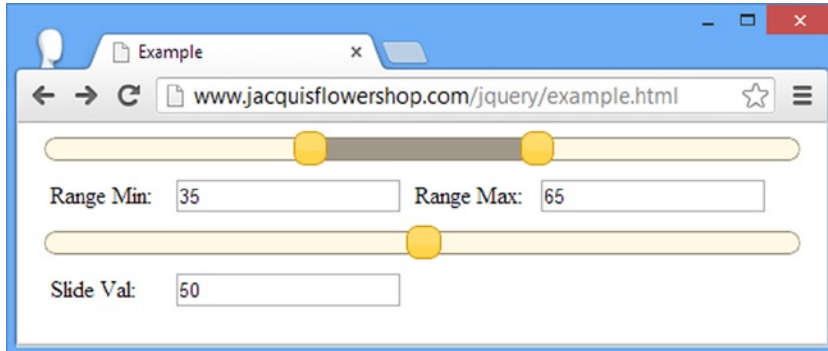 Example
www.jacquisflowershop.com/jquery/example.html
Range Min: 35 Range Max: 65
Slide Val: 50